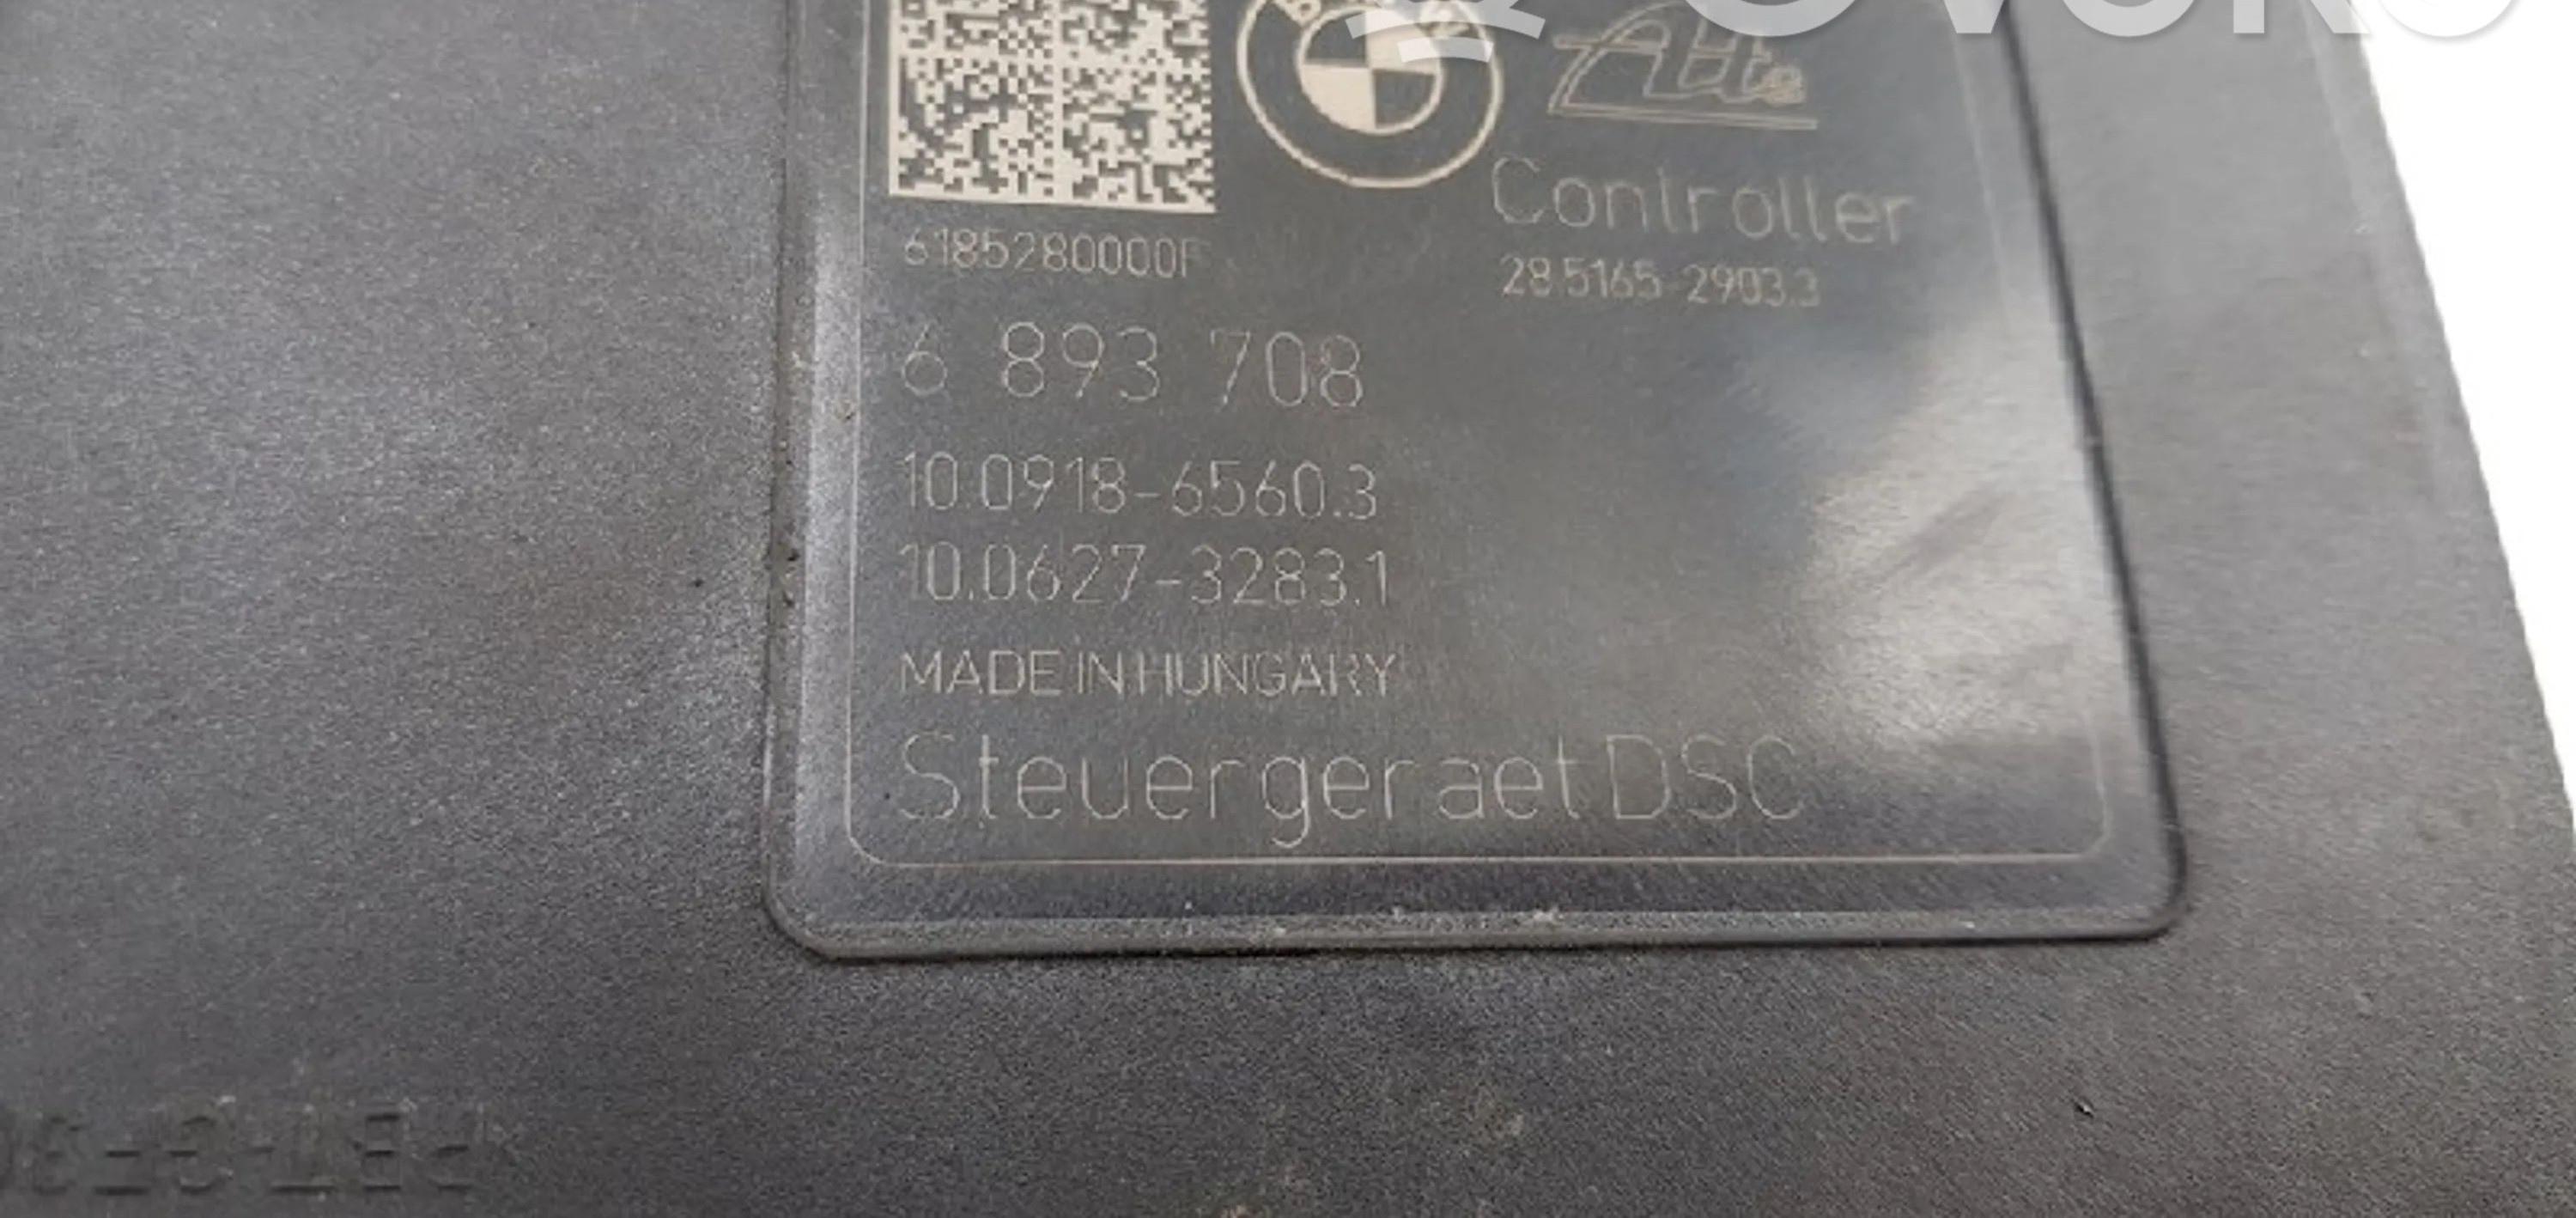 Ate
Controller
6185280000F
28.5165-2903.3
6 893 708
10.0918-6560.3
10.0627-3283.1
MADE IN HUNGARY
Steuergeraet DSC